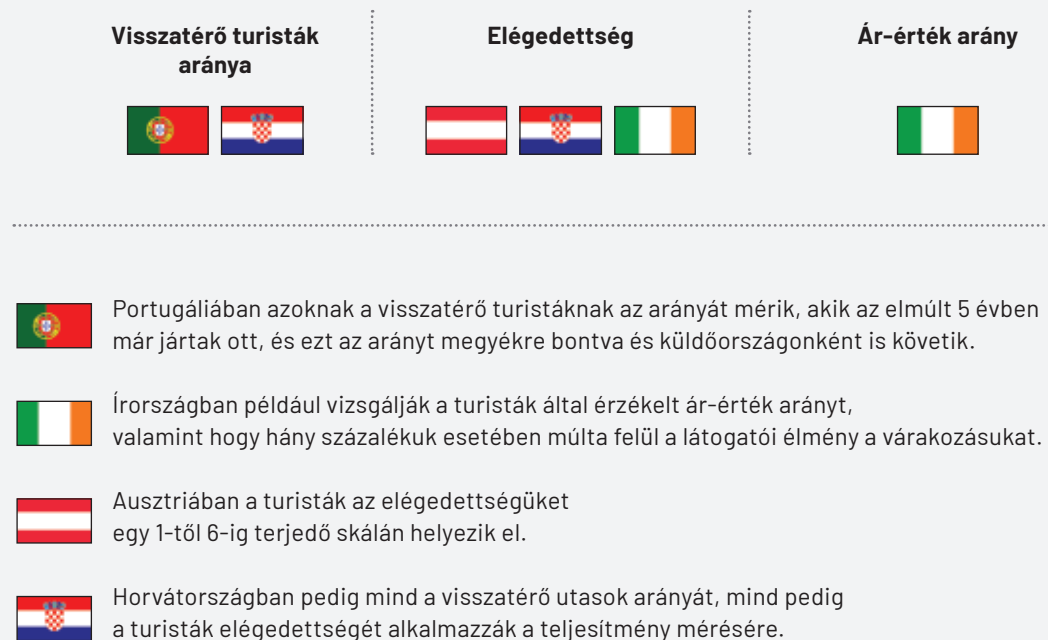 Visszatérő turisták
aránya
Elégedettség
Ár-érték arány
Portugáliában azoknak a visszatérő turistáknak az arányát mérik, akik az elmúlt 5 évben
már jártak ott, és ezt az arányt megyékre bontva és küldőországonként is követik.
Írországban például vizsgálják a turisták által érzékelt ár-érték arányt,
valamint hogy hány százalékuk esetében múlta felül a látogatói élmény a várakozásukat.
Ausztriában a turisták az elégedettségüket
egy 1-től 6-ig terjedő skálán helyezik el.
Horvátországban pedig mind a visszatérő utasok arányát, mind pedig
a turisták elégedettségét alkalmazzák a teljesítmény mérésére.